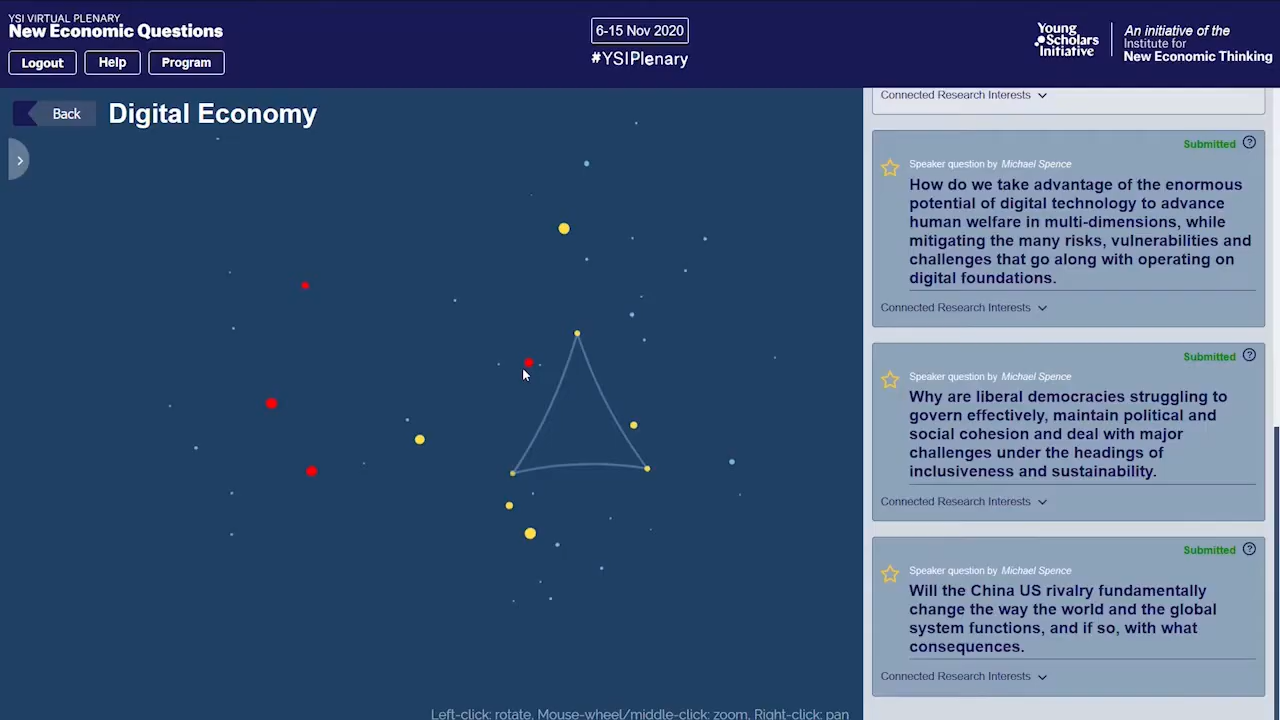 YSI VIRTUAL PLENARY
New Economic Questions
Logout
Help
Program
6-15 Nov 2020
#YSIPlenary
Young
Scholars
Initiative
An initiative of the
Institute for
New Economic Thinking
Back
Digital Economy
Connected Research Interests
Submitted
Speaker question by Michael Spence
How do we take advantage of the enormous
potential of digital technology to advance
human welfare in multi-dimensions, while
mitigating the many risks, vulnerabilities and
challenges that go along with operating on
digital foundations.
Connected Research Interests
Submitted
Speaker question by Michael Spence
Why are liberal democracies struggling to
govern effectively, maintain political and
social cohesion and deal with major
challenges under the headings of
inclusiveness and sustainability.
Connected Research Interests
Submitted
Speaker question by Michael Spence
Will the China US rivalry fundamentally
change the way the world and the global
system functions, and if so, with what
consequences.
Connected Research Interests
Left-click: rotate, Mouse-wheel/middle-click: zoom, Right-click: pan